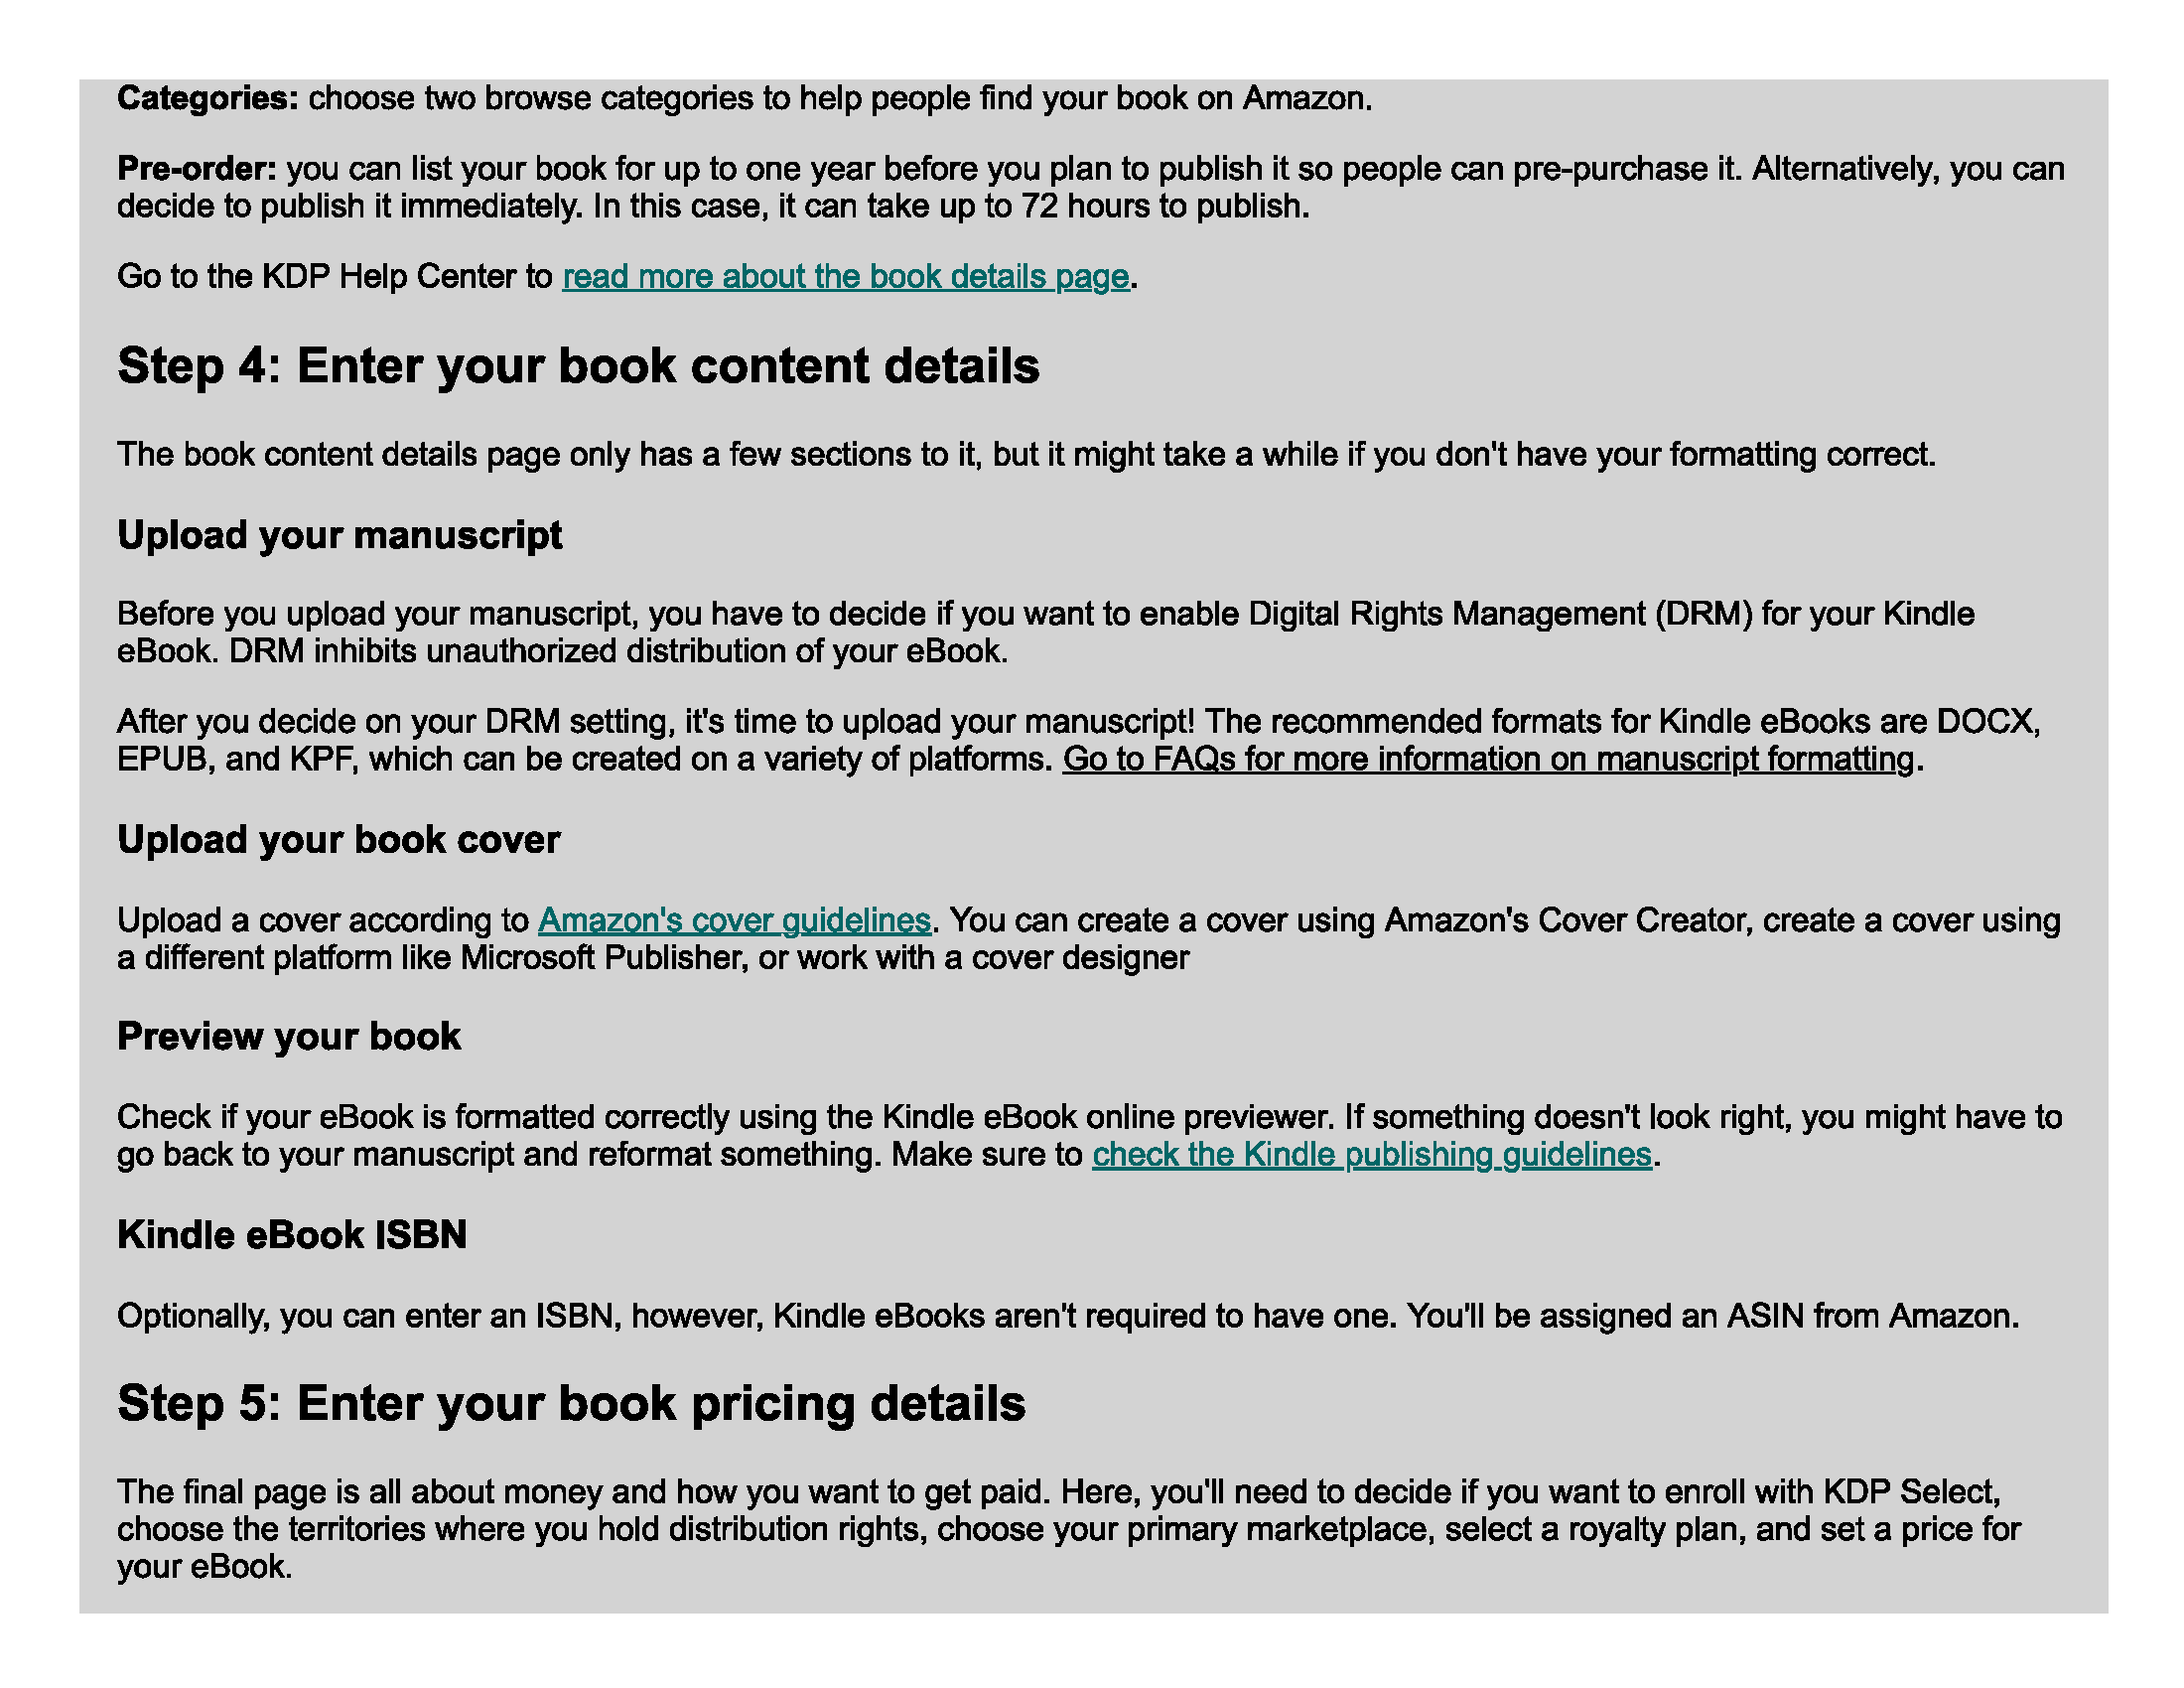 Categories: choose two browse categories to help people find your book on Amazon.
Pre-order: you can list your book for up to one year before you plan to publish it so people can pre-purchase it. Alternatively, you can
decide to publish it immediately. In this case, it can take up to 72 hours to publish.
Go to the KDP Help Center to read more about the book details page.
Step 4: Enter your book content details
The book content details page only has a few sections to it, but it might take a while if you don't have your formatting correct.
Upload your manuscript
Before you upload your manuscript, you have to decide if you want to enable Digital Rights Management (DRM) for your Kindle
eBook. DRM inhibits unauthorized distribution of your eBook.
After you decide on your DRM setting, it's time to upload your manuscript! The recommended formats for Kindle eBooks are DOCX,
EPUB, and KPF, which can be created on a variety of platforms. Go to FAQs for more information on manuscript formatting.
Upload your book cover
Upload a cover according to Amazon's cover guidelines. You can create a cover using Amazon's Cover Creator, create a cover using
a different platform like Microsoft Publisher, or work with a cover designer
Preview your book
Check if your eBook is formatted correctly using the Kindle eBook online previewer. If something doesn't look right, you might have to
go back to your manuscript and reformat something. Make sure to check the Kindle publishing guidelines.
Kindle eBook ISBN
Optionally, you can enter an ISBN, however, Kindle eBooks aren't required to have one. You'll be assigned an ASIN from Amazon.
Step 5: Enter your book pricing details
The final page is all about money and how you want to get paid. Here, you'll need to decide if you want to enroll with KDP Select,
choose the territories where you hold distribution rights, choose your primary marketplace, select a royalty plan, and set a price for
your eBook.